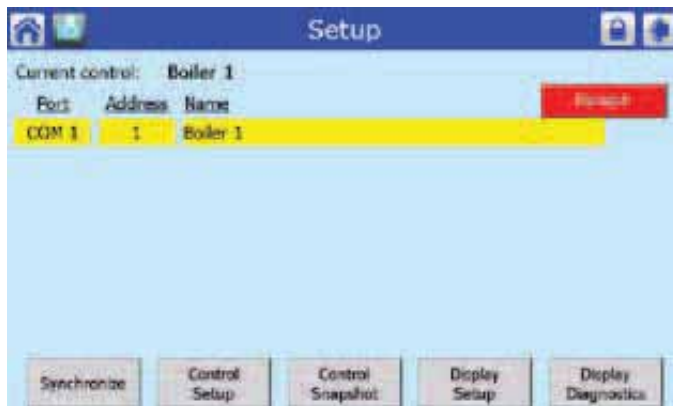 Setup
Current control: Boiler 1
Port Address Name
COM 1 1 Boiler 1
Synchronize
Control Setup
Control Snapshot
Display Setup
Display Diagnostics